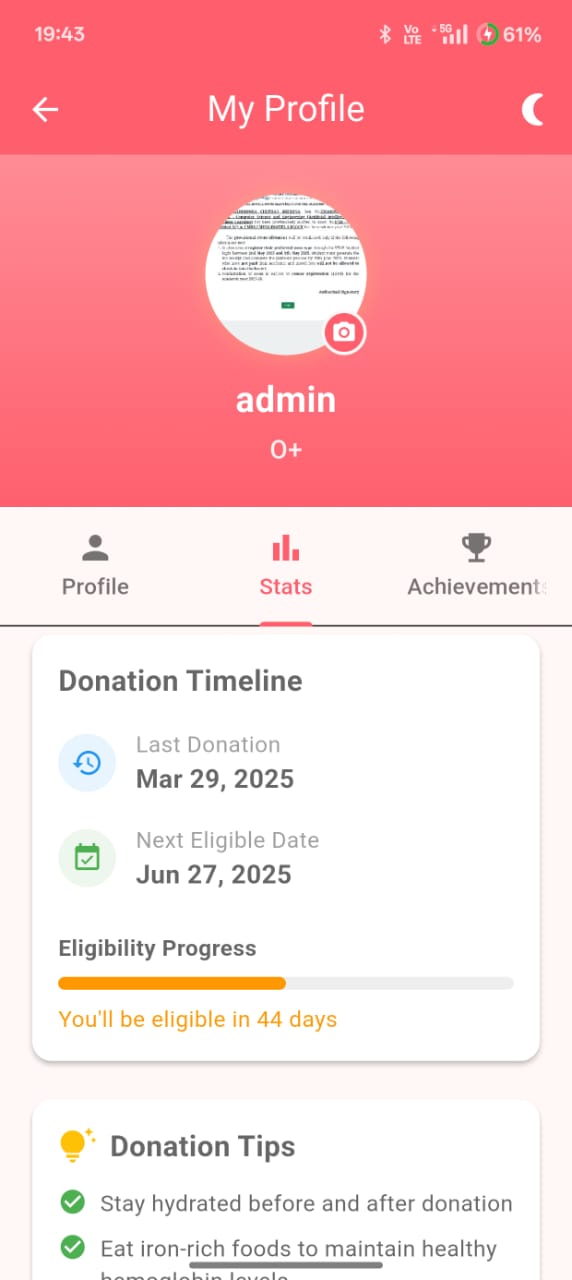 19:43
Vo
LTE
5G
61%
My Profile
admin
O+
Profile
Stats
Achievements
Donation Timeline
Last Donation
Mar 29, 2025
Next Eligible Date
Jun 27, 2025
Eligibility Progress
You'll be eligible in 44 days
Donation Tips
Stay hydrated before and after donation
Eat iron-rich foods to maintain healthy
hemoglobin levels